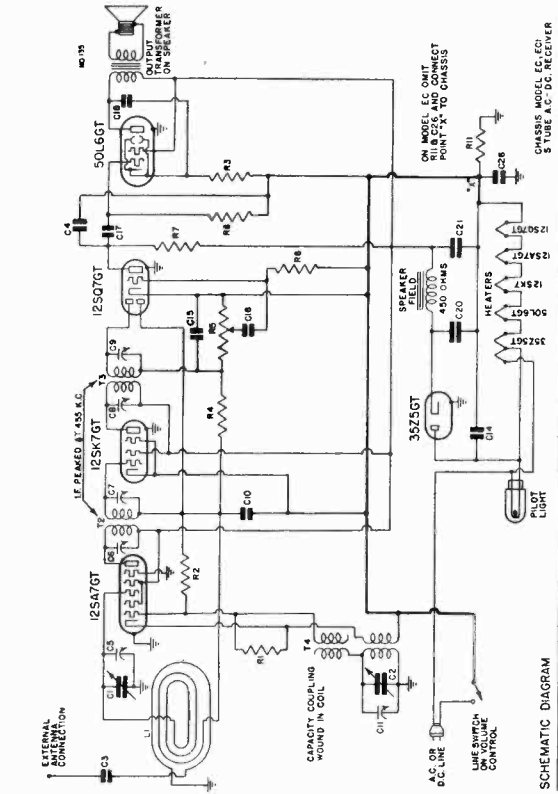 EXTERNAL
ANTENNA
CONNECTION
C3
L1
C1
C5
12SA7GT
C6
T2
C7
I.F. PEAKED AT 455 K.C.
12SK7GT
C8
T3
C9
12SQ7GT
C4
C17
50L6GT
C18
MO135
OUTPUT
TRANSFORMER
ON SPEAKER
R1
R2
C10
R4
C15
R5
C16
R6
R7
R6
R3
ON MODEL EC OMIT
R11 & C26 AND CONNECT
POINT "X" TO CHASSIS
T4
CAPACITY COUPLING
WOUND IN COIL
C11
C2
35Z5GT
SPEAKER
FIELD
450 OHMS
C20
C21
"X"
R11
C26
C14
HEATERS
35Z5GT
50L6GT
12SK7
12SA7GT
12SQ7GT
A.C. OR
D.C. LINE
LINE SWITCH
ON VOLUME
CONTROL
PILOT
LIGHT
SCHEMATIC DIAGRAM
CHASSIS MODEL EC, EC1
5 TUBE A.C.-D.C. RECEIVER